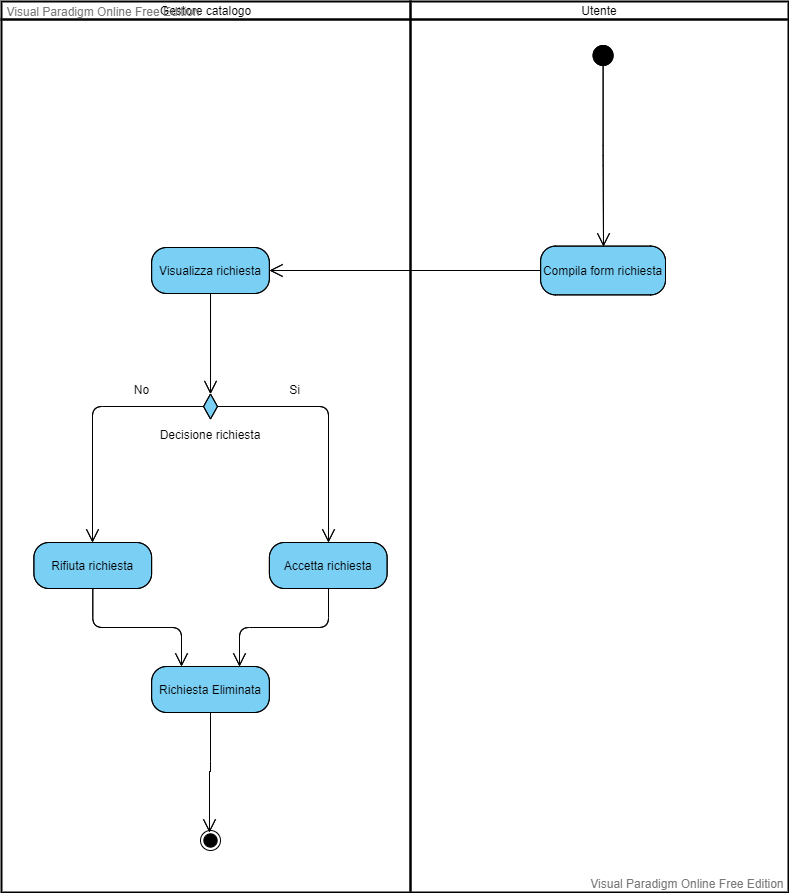 Visual Paradigm Online Free Edition
Gestore catalogo
Utente
Visualizza richiesta
Compila form richiesta
No
Si
Decisione richiesta
Rifiuta richiesta
Accetta richiesta
Richiesta Eliminata
Visual Paradigm Online Free Edition